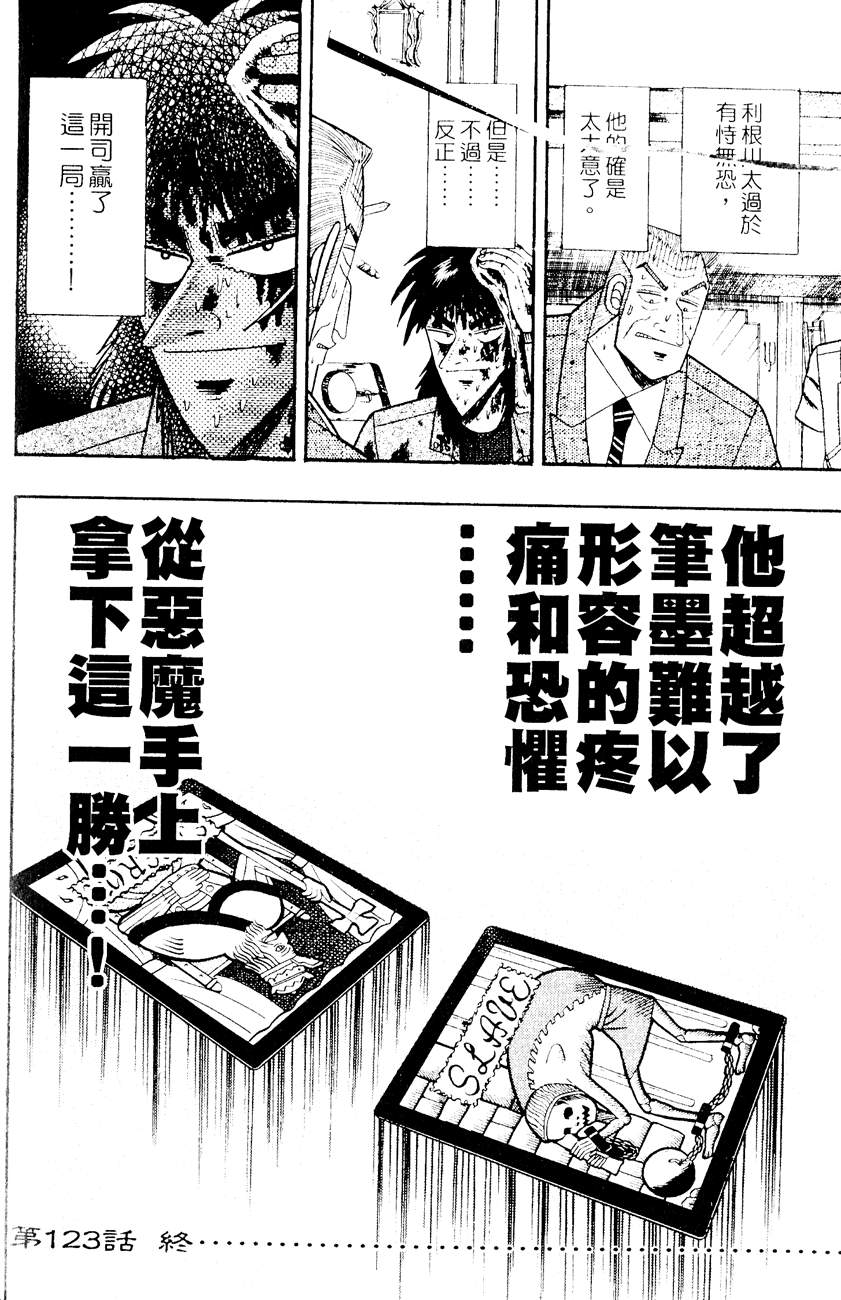 利根川太過於
有恃無恐，
他的確是
太大意了。
但是……
不過……
反正……
開司贏了
這一局………！
他超越了
筆墨難以
形容的疼
痛和恐懼
……
從惡魔手上
拿下這一勝……！
SLAVE
第123話 終